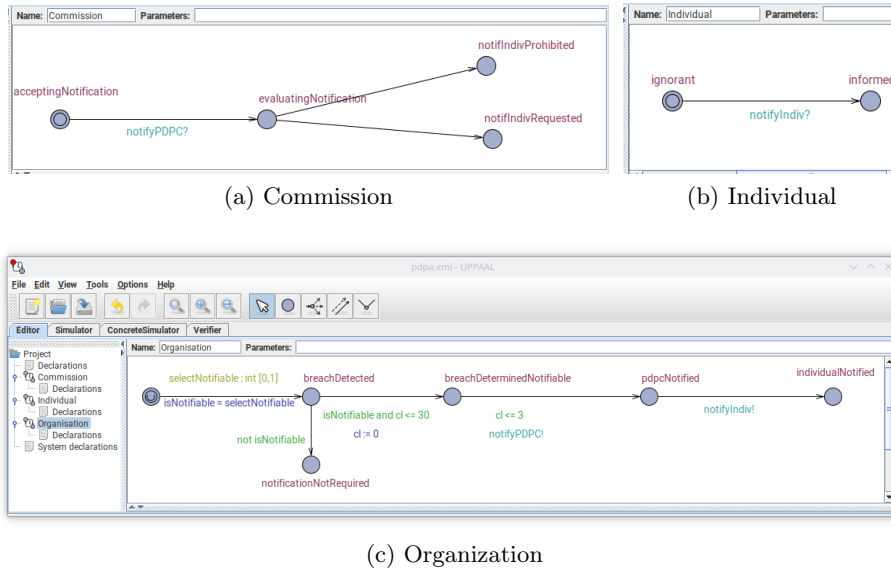 Name: Commission Parameters:
notifIndivProhibited
acceptingNotification
evaluatingNotification
notifyPDPC?
notifIndivRequested
(a) Commission
Name: Individual Parameters:
ignorant
informed
notifyIndiv?
(b) Individual
pdpa.xml - UPPAAL
File Edit View Tools Options Help
Editor Simulator ConcreteSimulator Verifier
Project
Declarations
Commission
Declarations
Individual
Declarations
Organisation
Declarations
System declarations
Name: Organisation Parameters:
selectNotifiable : int [0,1]
breachDetected
breachDeterminedNotifiable
pdpcNotified
individualNotified
isNotifiable = selectNotifiable
isNotifiable and cl <= 30
cl <= 3
notifyIndiv!
cl := 0
notifyPDPC!
not isNotifiable
notificationNotRequired
(c) Organization